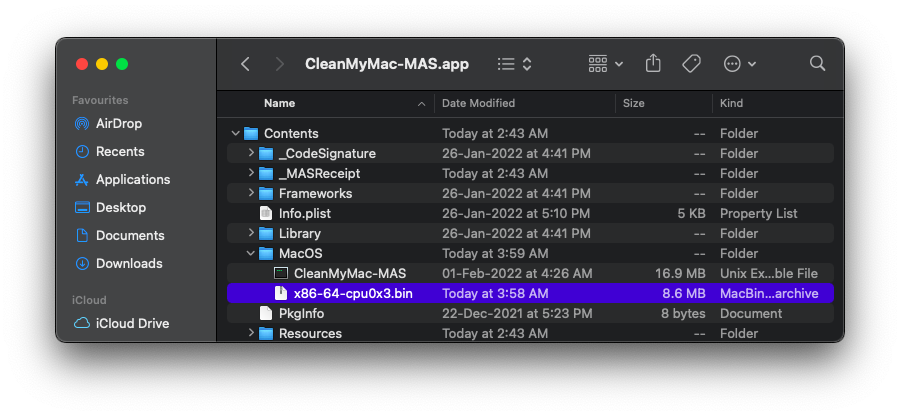 CleanMyMac-MAS.app
Favourites
AirDrop
Recents
Applications
Desktop
Documents
Downloads
iCloud
iCloud Drive
Name Date Modified Size Kind
Contents Today at 2:43 AM -- Folder
_CodeSignature 26-Jan-2022 at 4:41 PM -- Folder
_MASReceipt Today at 2:43 AM -- Folder
Frameworks 26-Jan-2022 at 4:41 PM -- Folder
Info.plist 26-Jan-2022 at 5:10 PM 5 KB Property List
Library 26-Jan-2022 at 4:41 PM -- Folder
MacOS Today at 3:59 AM -- Folder
CleanMyMac-MAS 01-Feb-2022 at 4:26 AM 16.9 MB Unix Ex...ble File
x86-64-cpu0x3.bin Today at 3:58 AM 8.6 MB MacBin...archive
PkgInfo 22-Dec-2021 at 5:23 PM 8 bytes Document
Resources Today at 2:43 AM -- Folder